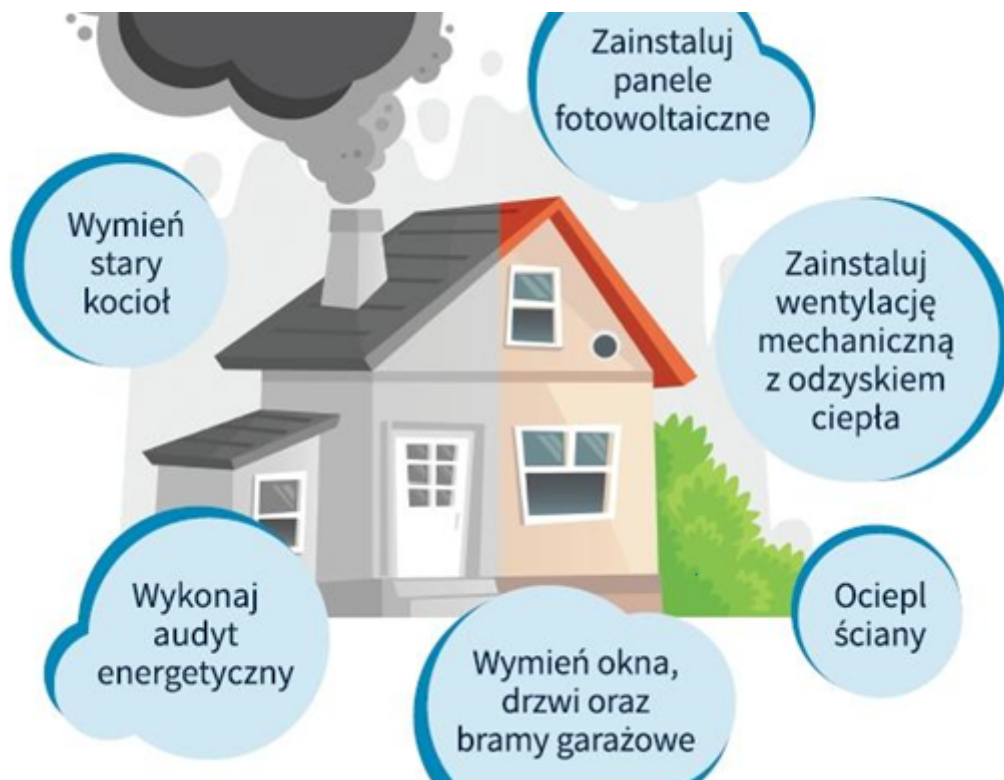 Zainstaluj
panele
fotowoltaiczne
Wymień
stary
kocioł
Zainstaluj
wentylację
mechaniczną
z odzyskiem
ciepła
Wykonaj
audyt
energetyczny
Wymień okna,
drzwi oraz
bramy garażowe
Ociepl
ściany